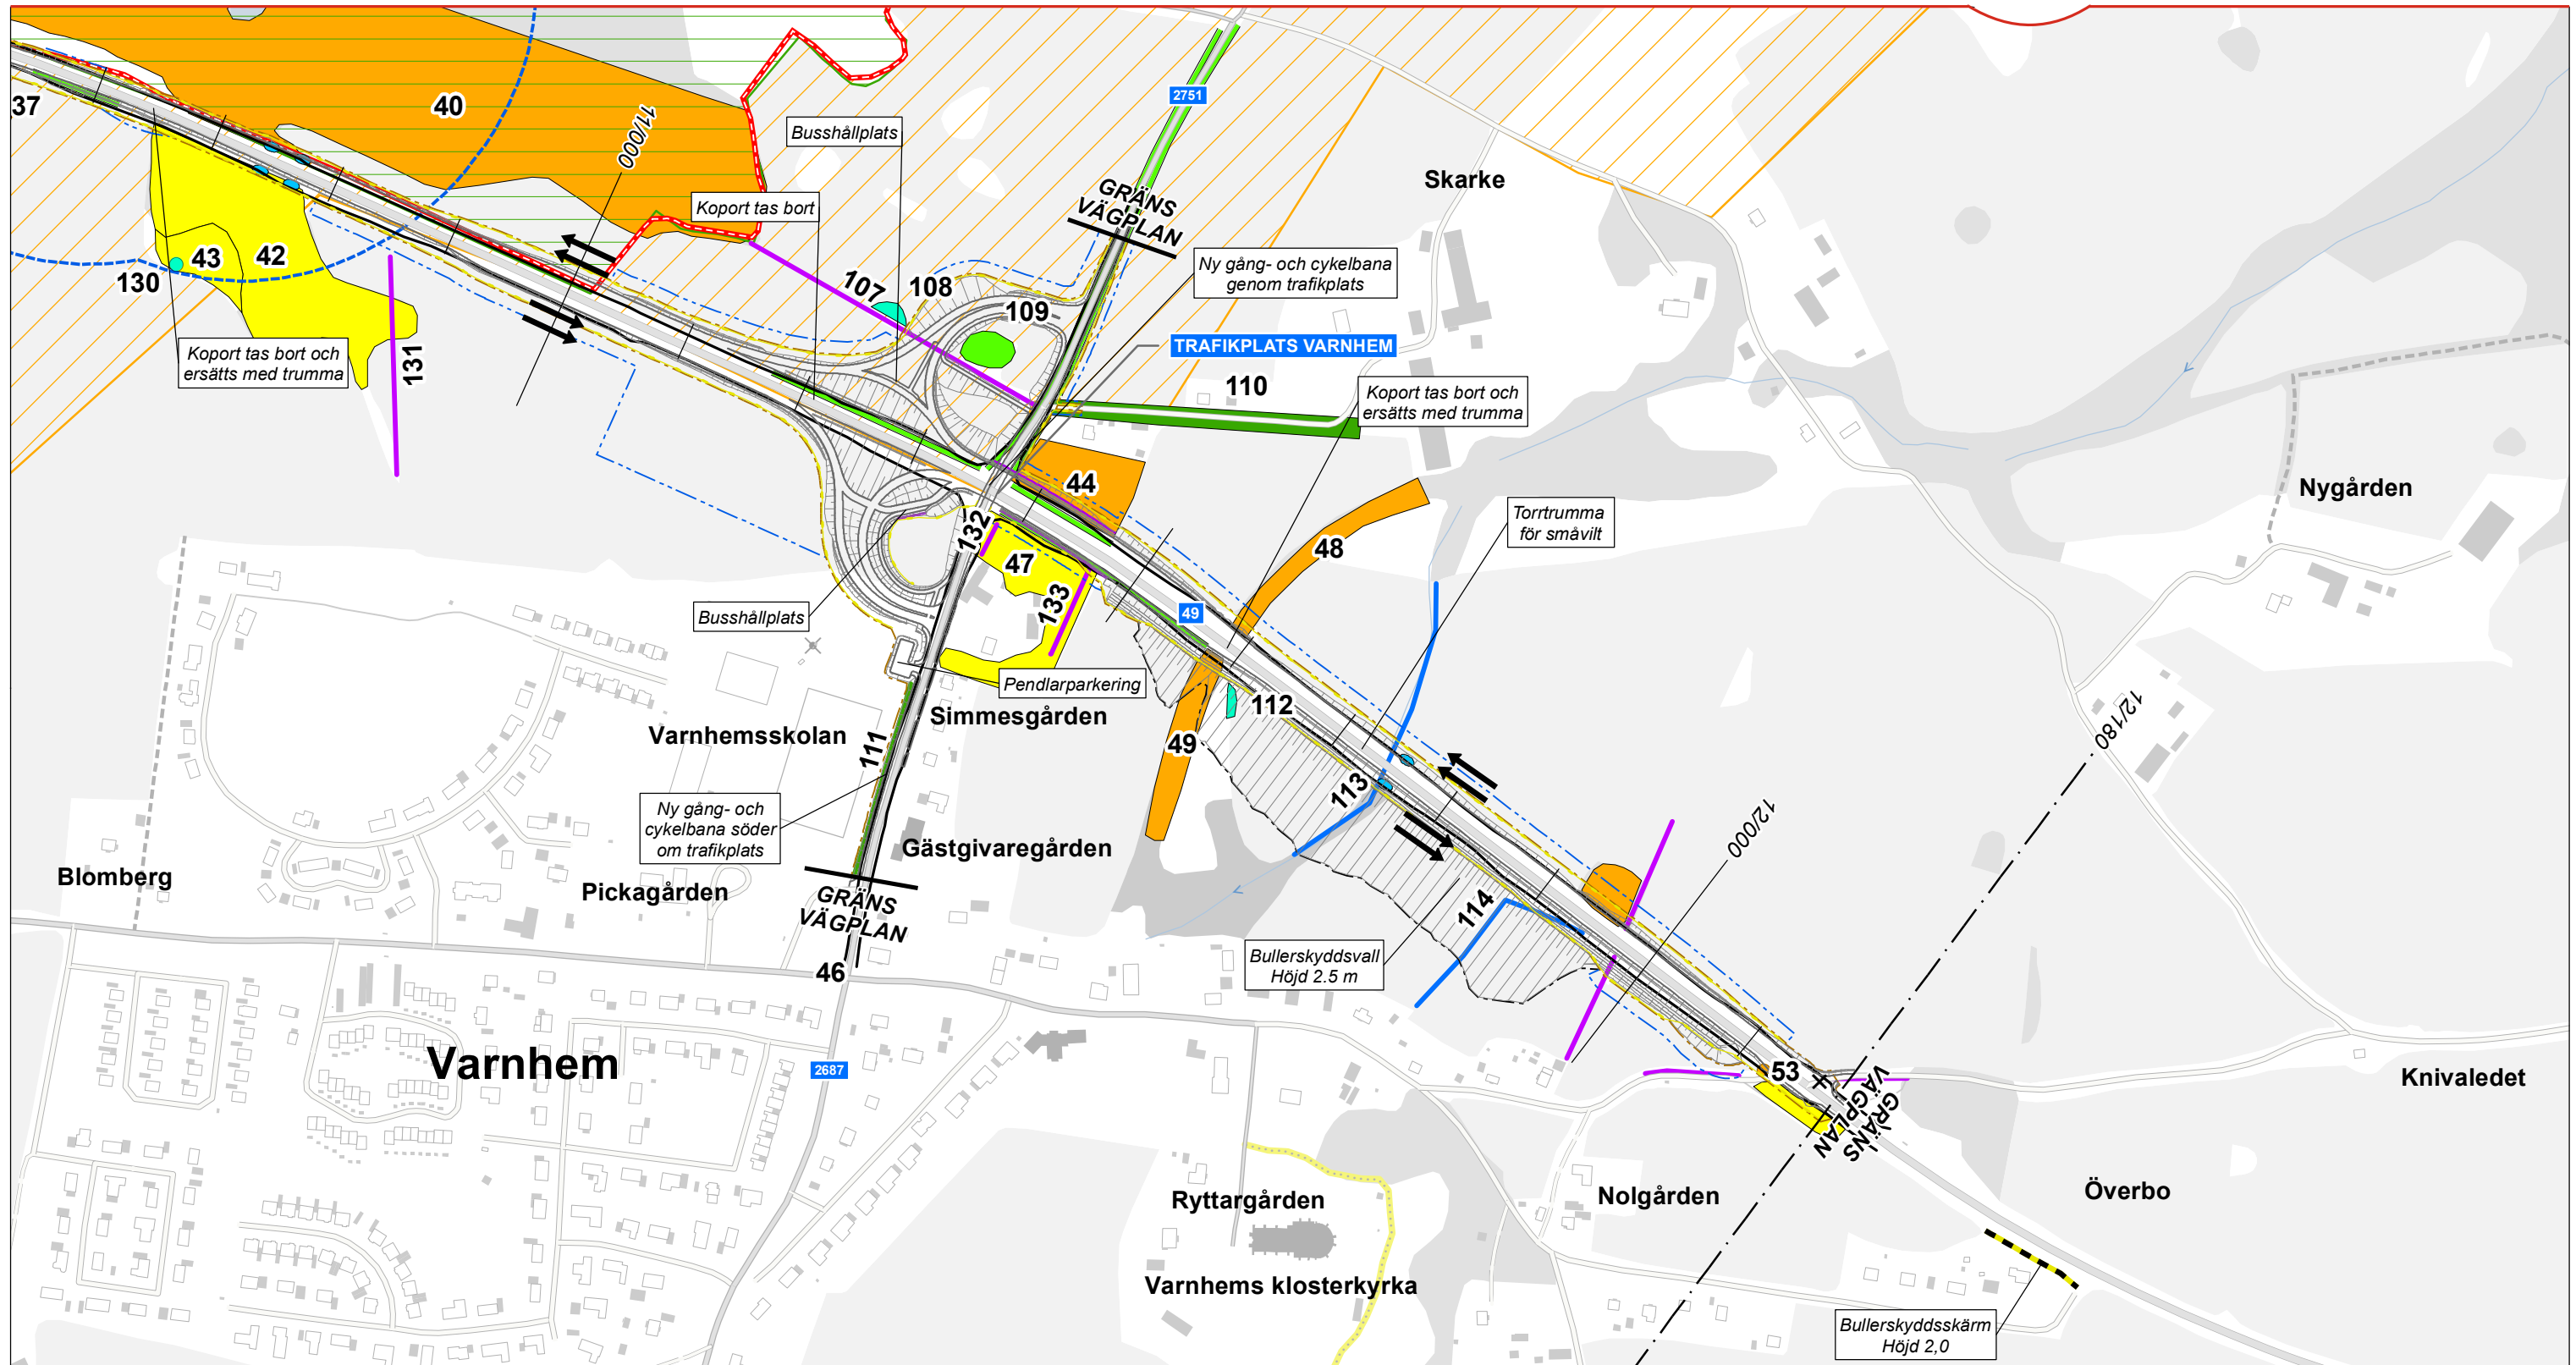 37
40
11/000
2751
Busshållplats
Koport tas bort
GRÄNS
VÄGPLAN
Skarke
Ny gång- och cykelbana
genom trafikplats
43
42
130
107
108
109
TRAFIKPLATS VARNHEM
Koport tas bort och
ersätts med trumma
131
110
Koport tas bort och
ersätts med trumma
44
Nygården
132
47
48
Torrtrumma
för småvilt
133
49
Busshållplats
Pendlarparkering
112
Simmesgården
Varnhemsskolan
111
49
12/180
113
Ny gång- och
cykelbana söder
om trafikplats
12/000
Gästgivaregården
Blomberg
Pickagården
GRÄNS
VÄGPLAN
114
Bullerskyddsvall
Höjd 2.5 m
46
Varnhem
2687
53
GRÄNS
VÄGPLAN
Knivaledet
Ryttargården
Nolgården
Överbo
Varnhems klosterkyrka
Bullerskyddsskärm
Höjd 2,0